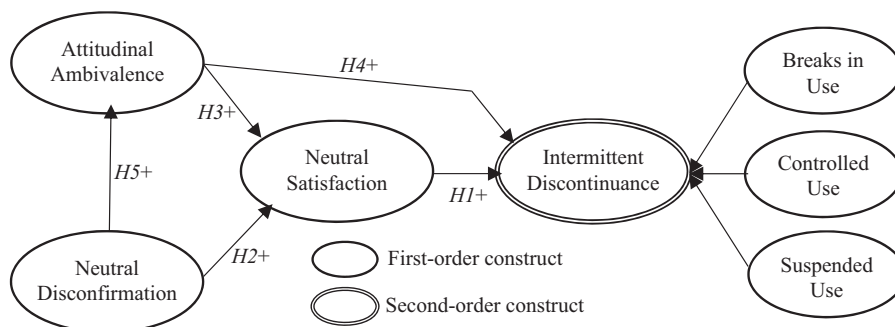 Attitudinal
Ambivalence
H4+
Breaks in
Use
H3+
Neutral
Satisfaction
Intermittent
Discontinuance
Controlled
Use
H5+
H1+
Neutral
Disconfirmation
H2+
First-order construct
Second-order construct
Suspended
Use